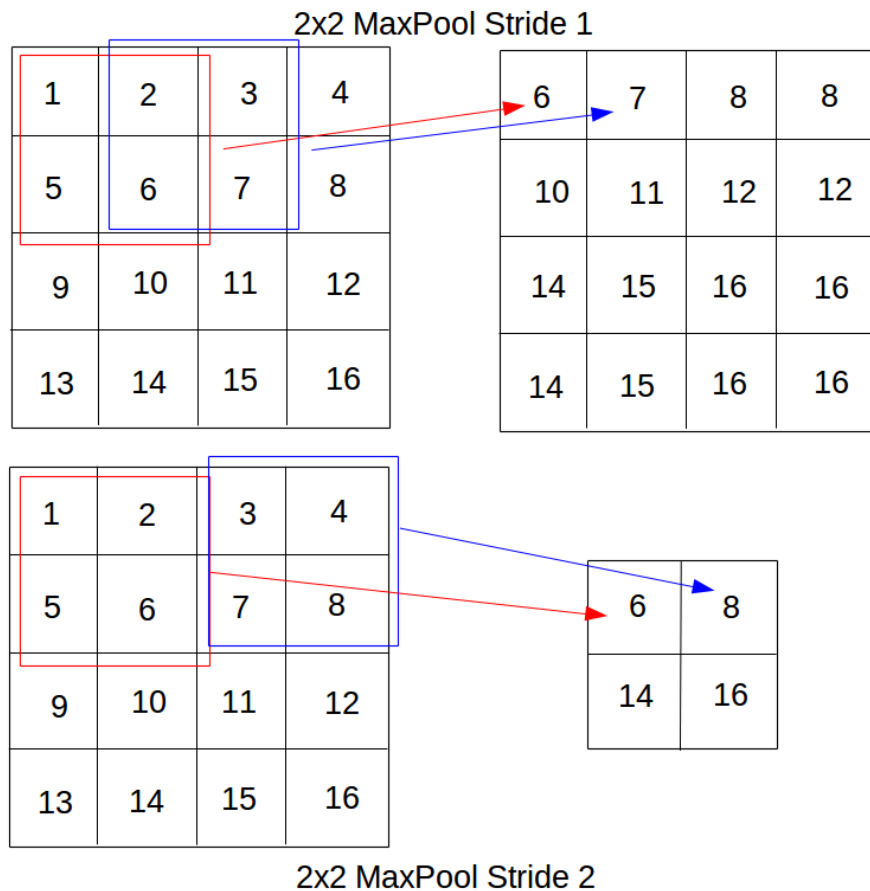 2x2 MaxPool Stride 1
1 2 3 4 6 7 8 8
5 6 7 8 10 11 12 12
9 10 11 12 14 15 16 16
13 14 15 16 14 15 16 16
1 2 3 4
5 6 7 8 6 8
9 10 11 12 14 16
13 14 15 16
2x2 MaxPool Stride 2